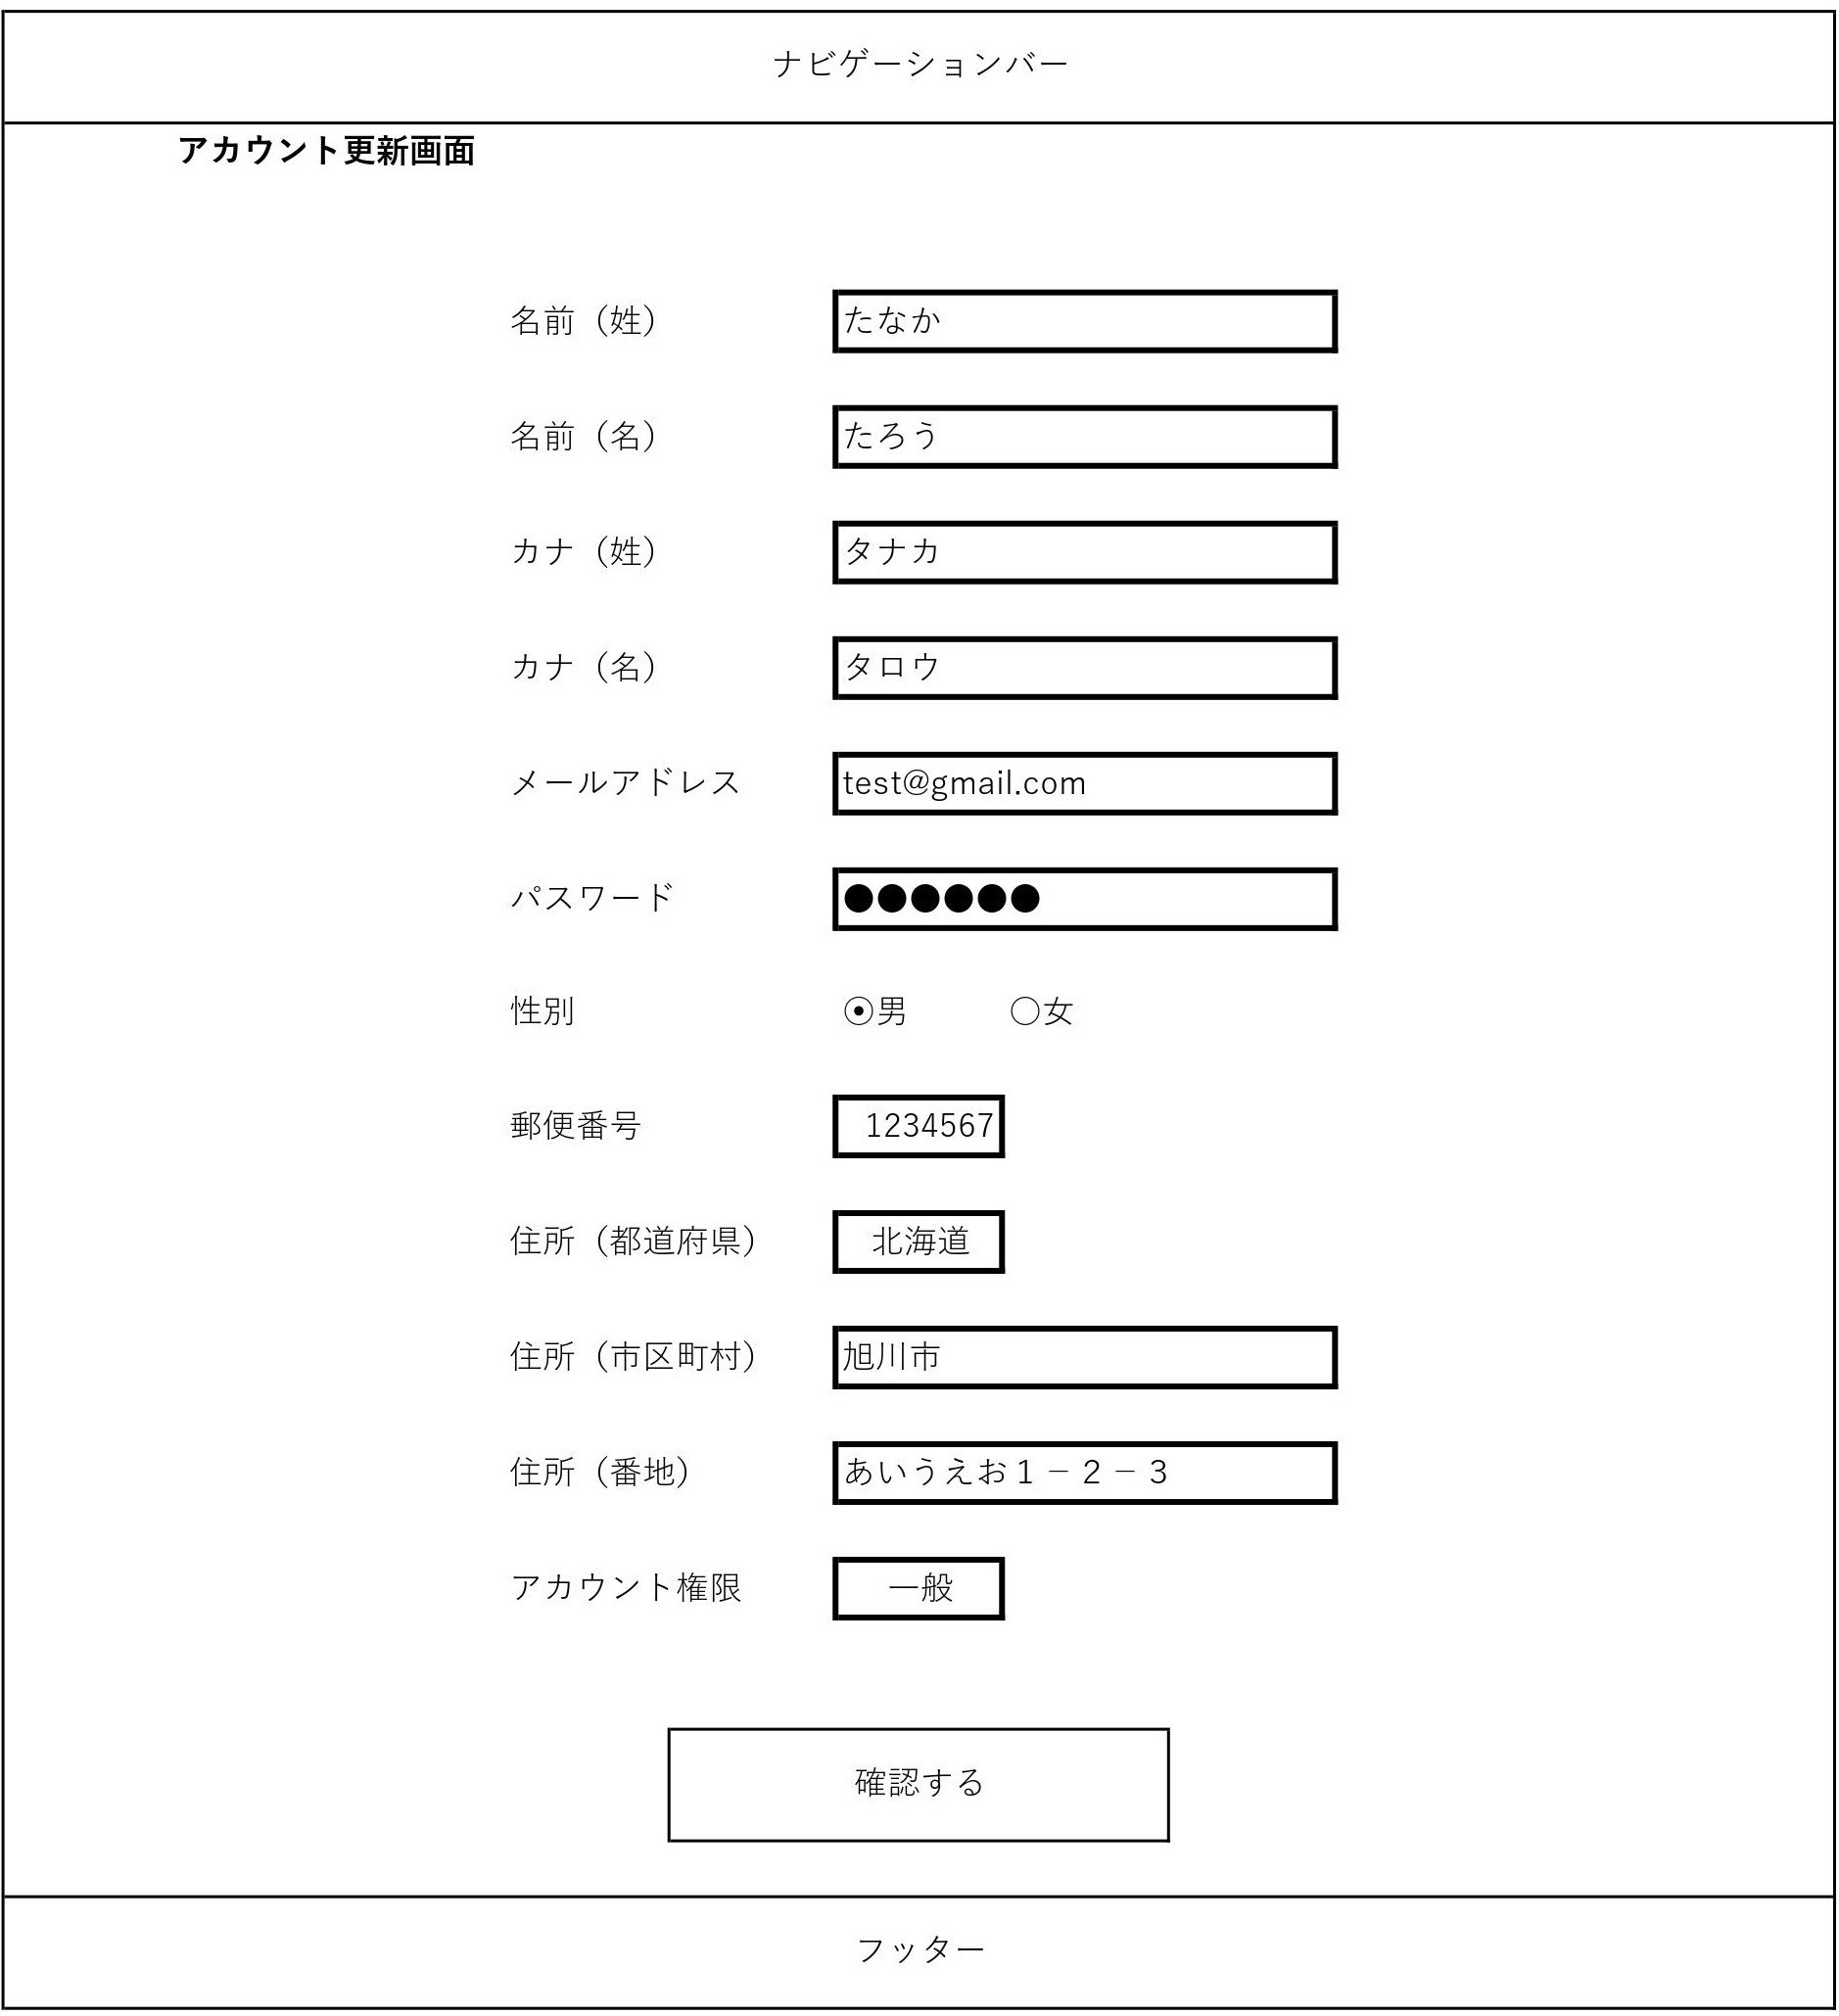 ナビゲーションバー
アカウント更新画面
名前（姓） たなか
名前（名） たろう
カナ（姓） タナカ
カナ（名） タロウ
メールアドレス test@gmail.com
パスワード ●●●●●●
性別 ⦿男 ○女
郵便番号 1234567
住所（都道府県） 北海道
住所（市区町村） 旭川市
住所（番地） あいうえお１－２－３
アカウント権限 一般
確認する
フッター